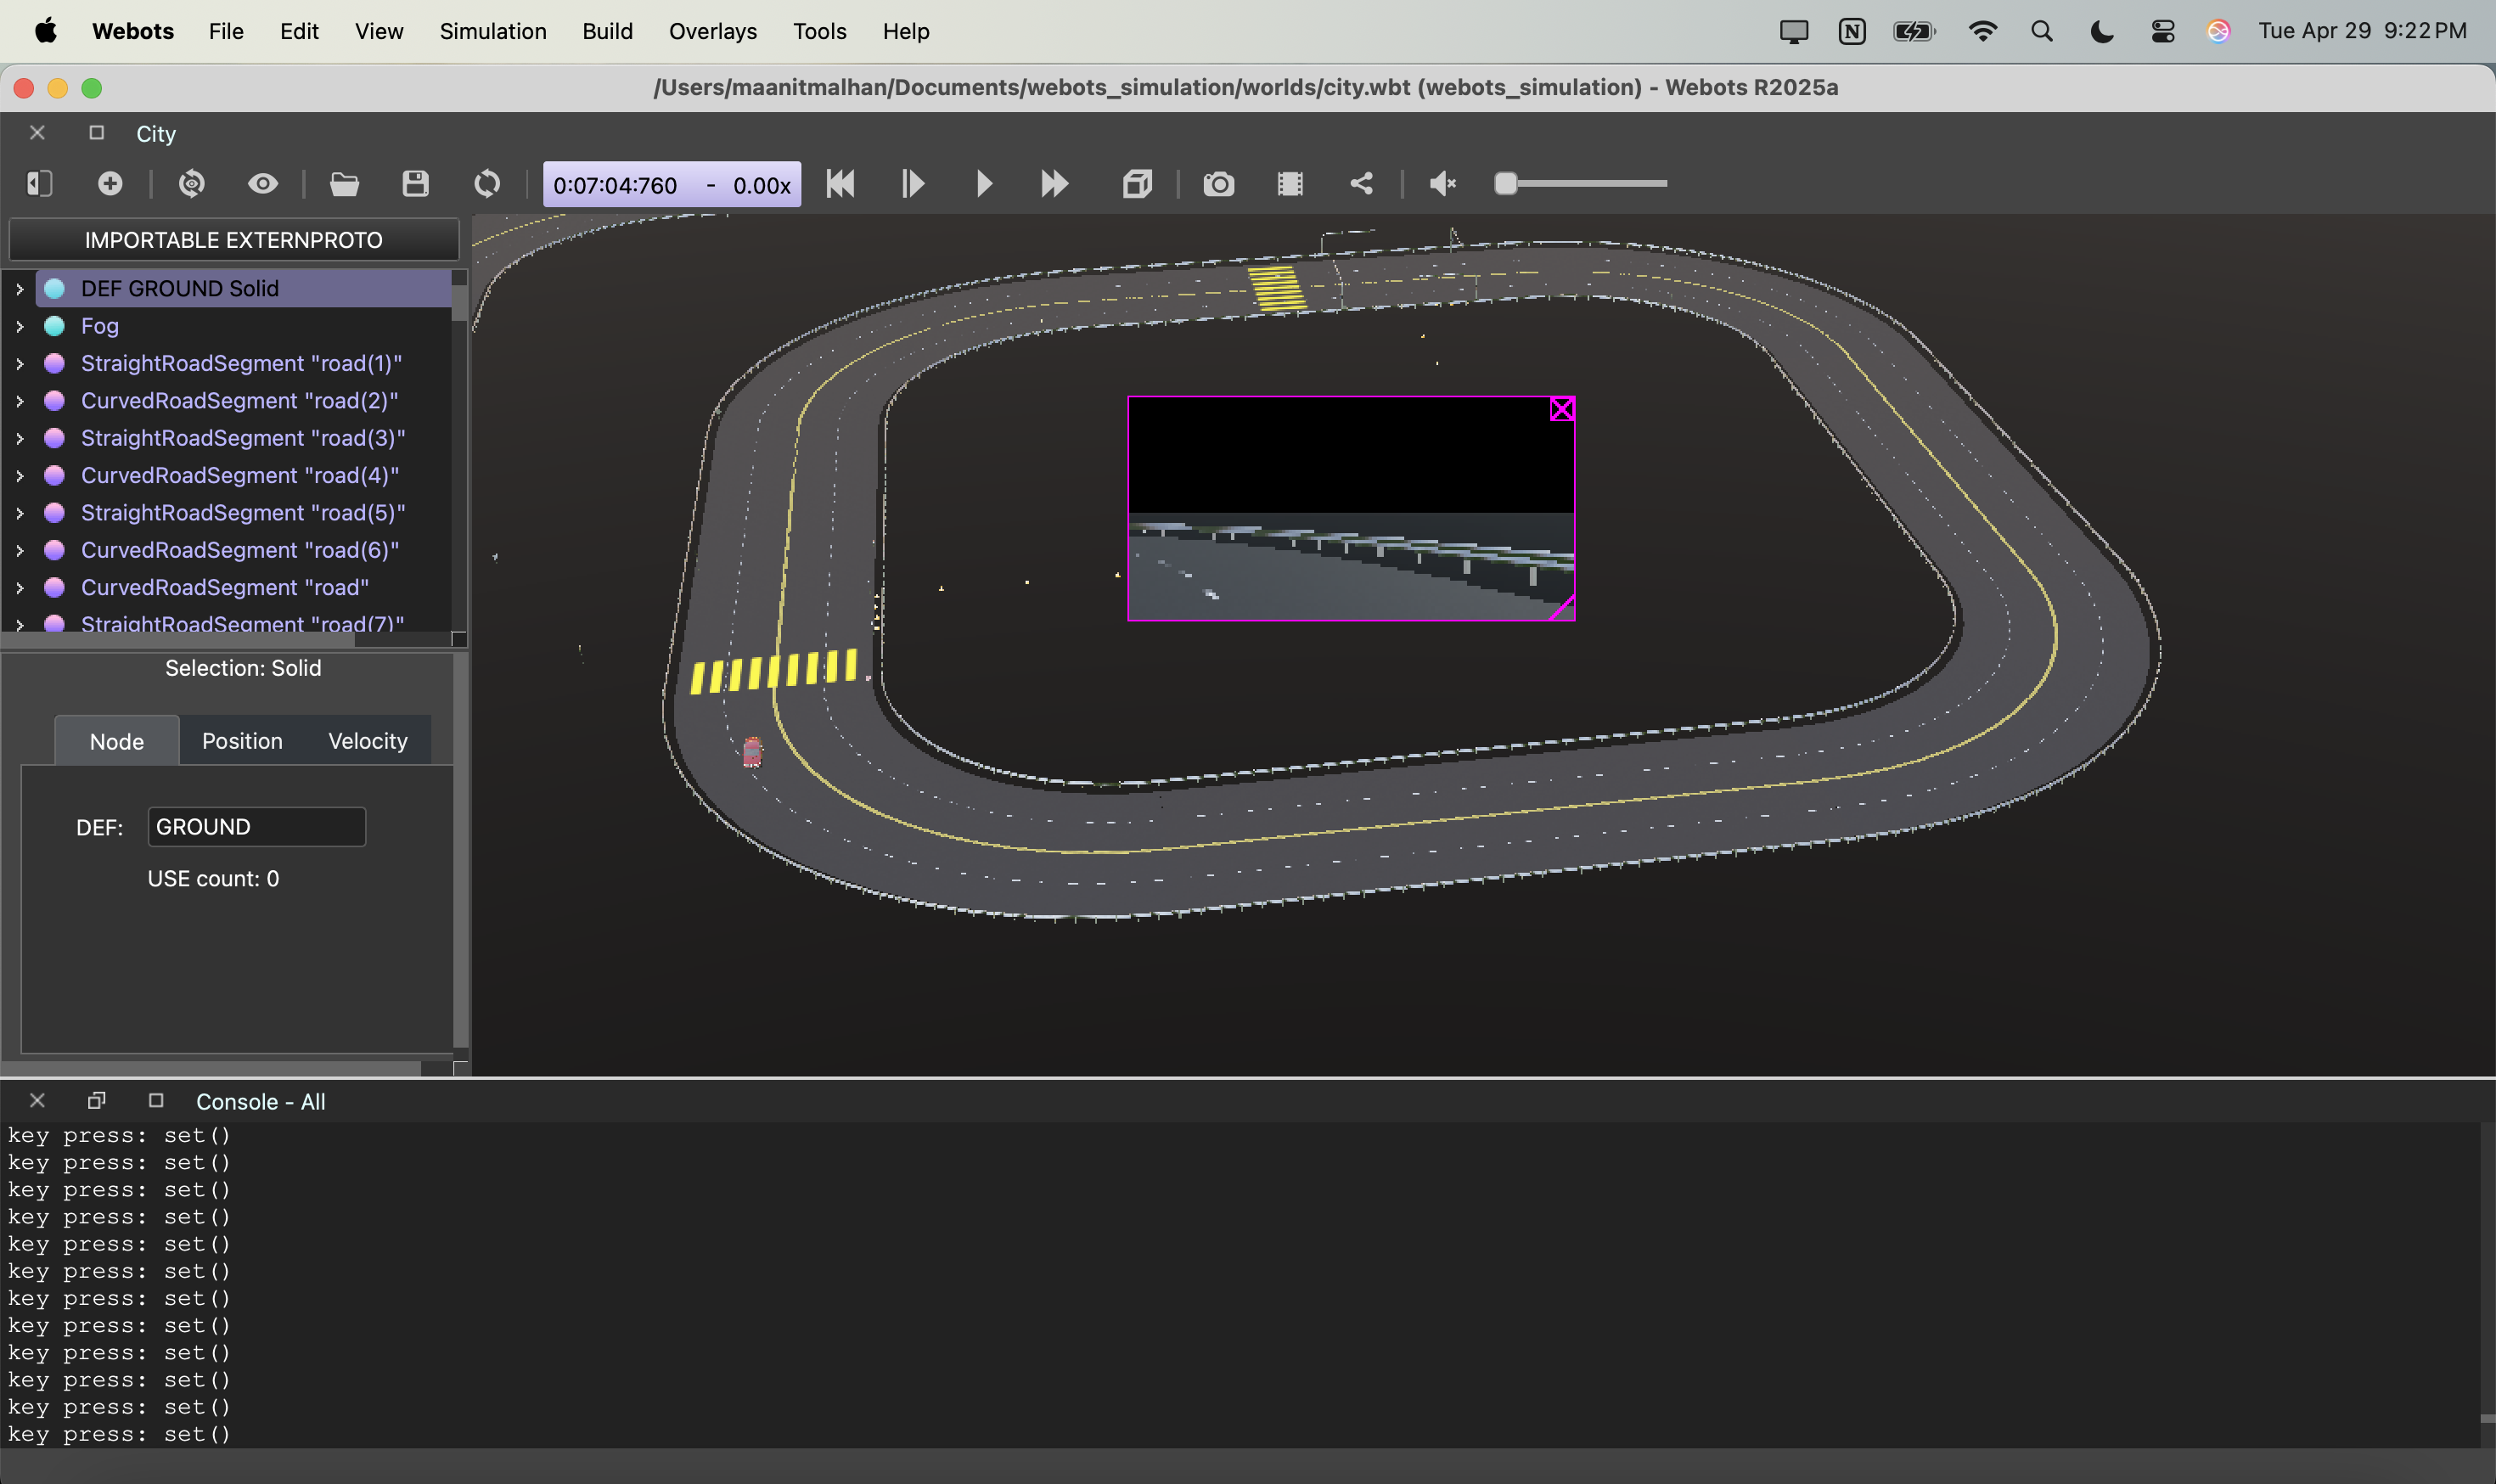 Webots File Edit View Simulation Build Overlays Tools Help Tue Apr 29 9:22 PM
/Users/maanitmalhan/Documents/webots_simulation/worlds/city.wbt (webots_simulation) - Webots R2025a
City
0:07:04:760 - 0.00x
IMPORTABLE EXTERNPROTO
DEF GROUND Solid
Fog
StraightRoadSegment "road(1)"
CurvedRoadSegment "road(2)"
StraightRoadSegment "road(3)"
CurvedRoadSegment "road(4)"
StraightRoadSegment "road(5)"
CurvedRoadSegment "road(6)"
CurvedRoadSegment "road"
StraightRoadSegment "road(7)"
Selection: Solid
Node Position Velocity
DEF: GROUND
USE count: 0
Console - All
key press: set()
key press: set()
key press: set()
key press: set()
key press: set()
key press: set()
key press: set()
key press: set()
key press: set()
key press: set()
key press: set()
key press: set()